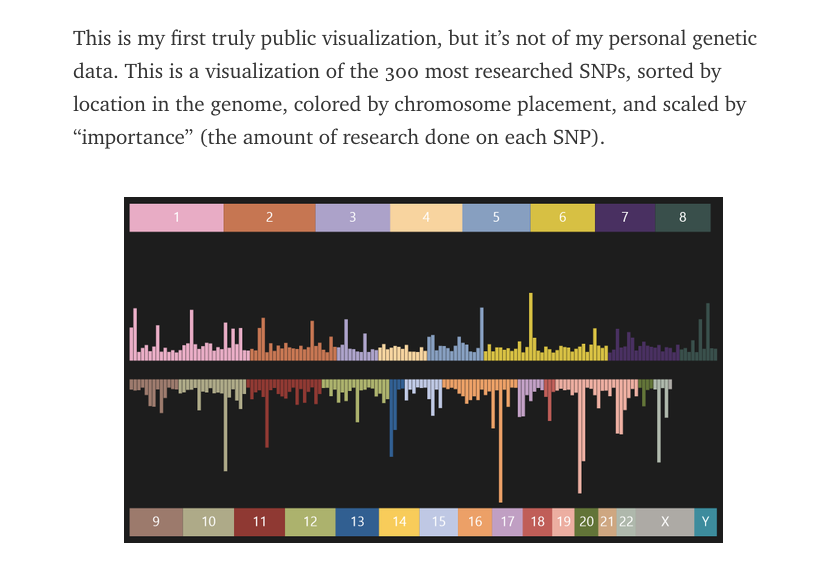 This is my first truly public visualization, but it’s not of my personal genetic
data. This is a visualization of the 300 most researched SNPs, sorted by
location in the genome, colored by chromosome placement, and scaled by
“importance” (the amount of research done on each SNP).
1 2 3 4 5 6 7 8
9 10 11 12 13 14 15 16 17 18 19 20 21 22 X Y